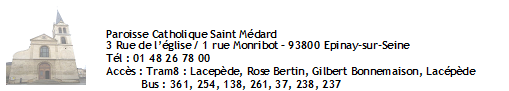 Paroisse Catholique Saint Médard
3 Rue de l'église / 1 rue Monribot - 93800 Epinay-sur-Seine
Tél : 01 48 26 78 00
Accès : Tram8 : Lacepède, Rose Bertin, Gilbert Bonnemaison, Lacépède
Bus : 361, 254, 138, 261, 37, 238, 237